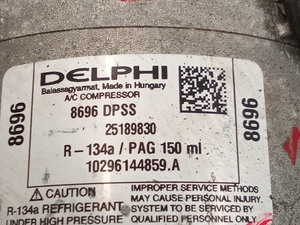 DELPHI
Balassagyarmat, Made in Hungary
A/C COMPRESSOR
8696 DPSS
25189830
R-134a / PAG 150 ml
10296144859.A
8696
8696
CAUTION
R-134a REFRIGERANT
UNDER HIGH PRESSURE
IMPROPER SERVICE METHODS
MAY CAUSE PERSONAL INJURY.
SYSTEM TO BE SERVICED BY
QUALIFIED PERSONNEL ONLY.